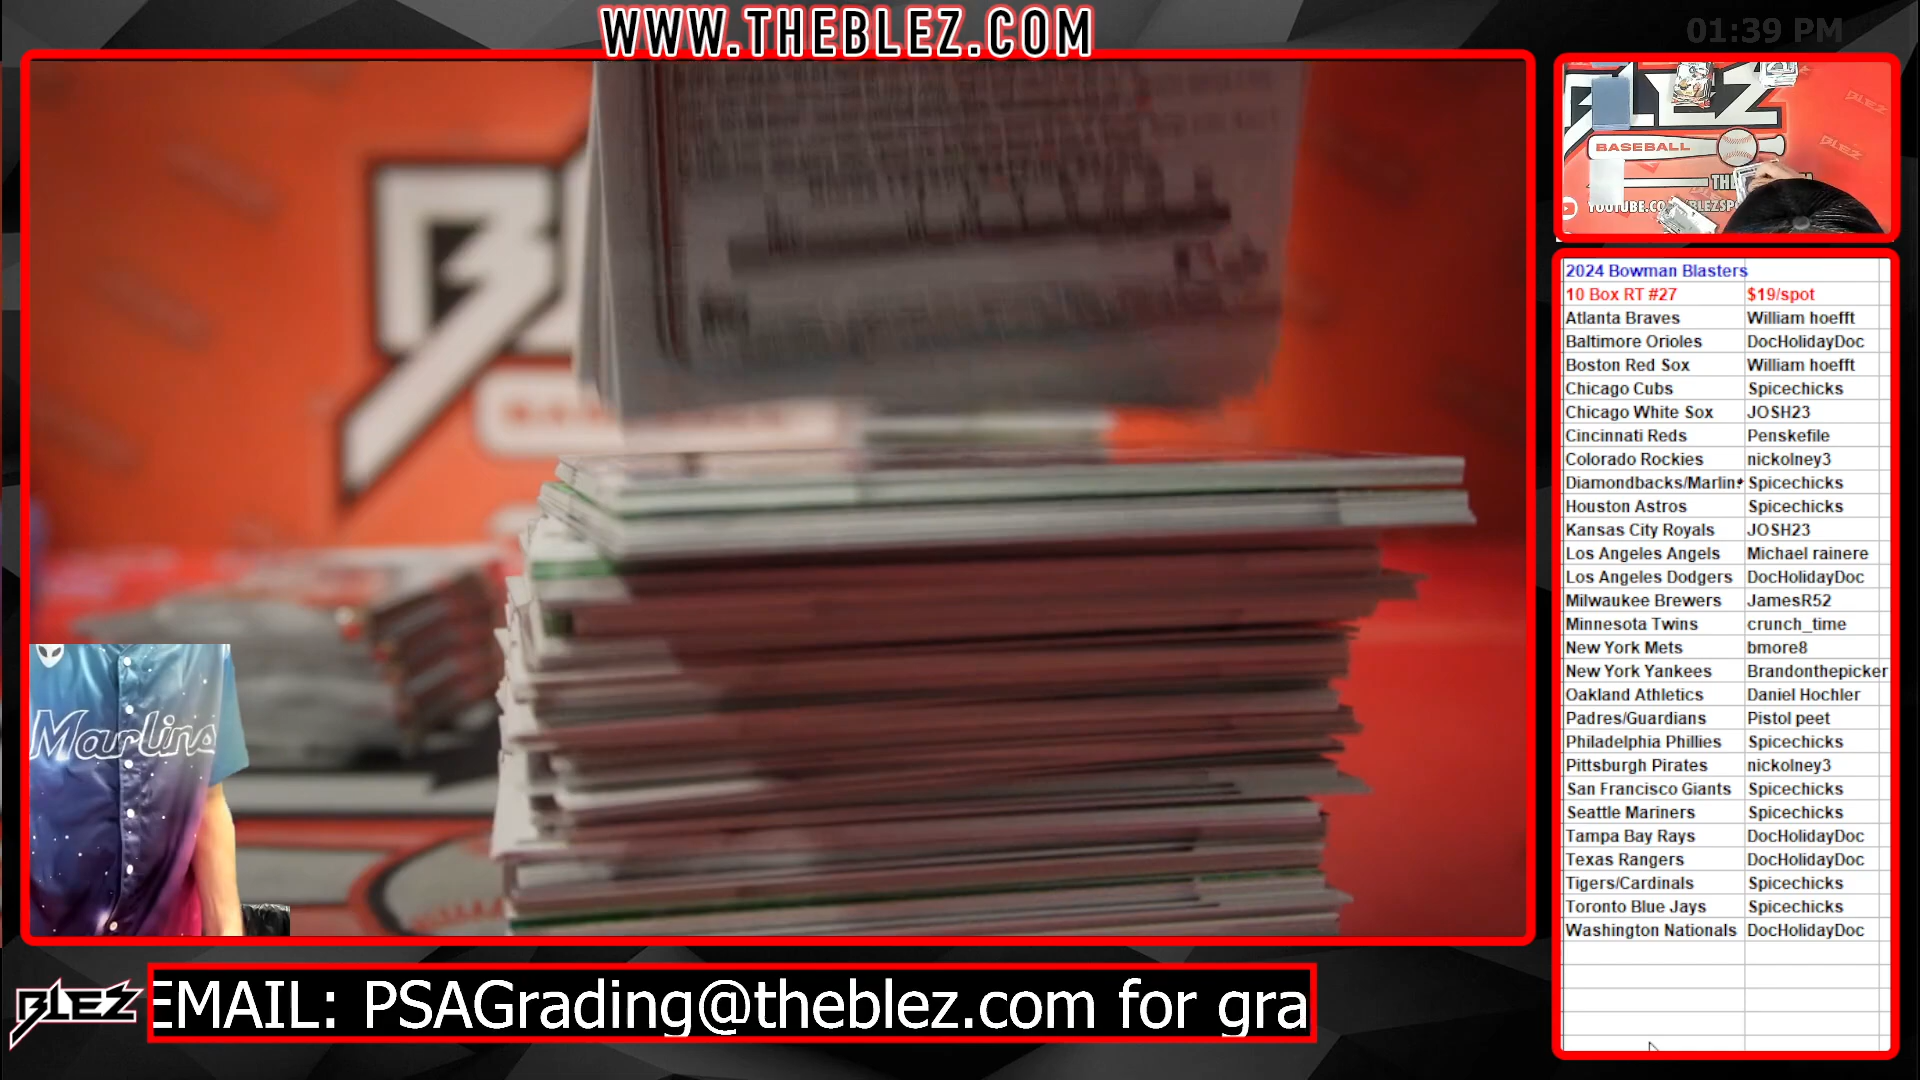 WWW.THEBLEZ.COM
01:39 PM
BLEZ
BASEBALL
BLEZ
BLEZ
2024 Bowman Blasters
10 Box RT #27 $19/spot
Atlanta Braves William hoefft
Baltimore Orioles DocHolidayDoc
Boston Red Sox William hoefft
Chicago Cubs Spicechicks
Chicago White Sox JOSH23
Cincinnati Reds Penskefile
Colorado Rockies nickolney3
Diamondbacks/Marlins Spicechicks
Houston Astros Spicechicks
Kansas City Royals JOSH23
Los Angeles Angels Michael rainere
Los Angeles Dodgers DocHolidayDoc
Milwaukee Brewers JamesR52
Minnesota Twins crunch_time
New York Mets bmore8
New York Yankees Brandonthepicker
Oakland Athletics Daniel Hochler
Padres/Guardians Pistol peet
Philadelphia Phillies Spicechicks
Pittsburgh Pirates nickolney3
San Francisco Giants Spicechicks
Seattle Mariners Spicechicks
Tampa Bay Rays DocHolidayDoc
Texas Rangers DocHolidayDoc
Tigers/Cardinals Spicechicks
Toronto Blue Jays Spicechicks
Washington Nationals DocHolidayDoc
Marlins
BLEZ
EMAIL: PSAGrading@theblez.com for gra